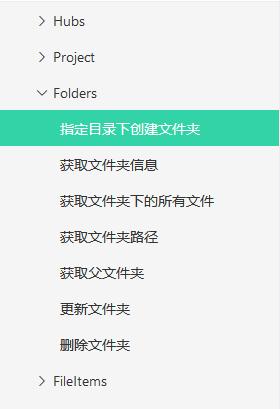 Hubs
Project
Folders
指定目录下创建文件夹
获取文件夹信息
获取文件夹下的所有文件
获取文件夹路径
获取父文件夹
更新文件夹
删除文件夹
FileItems